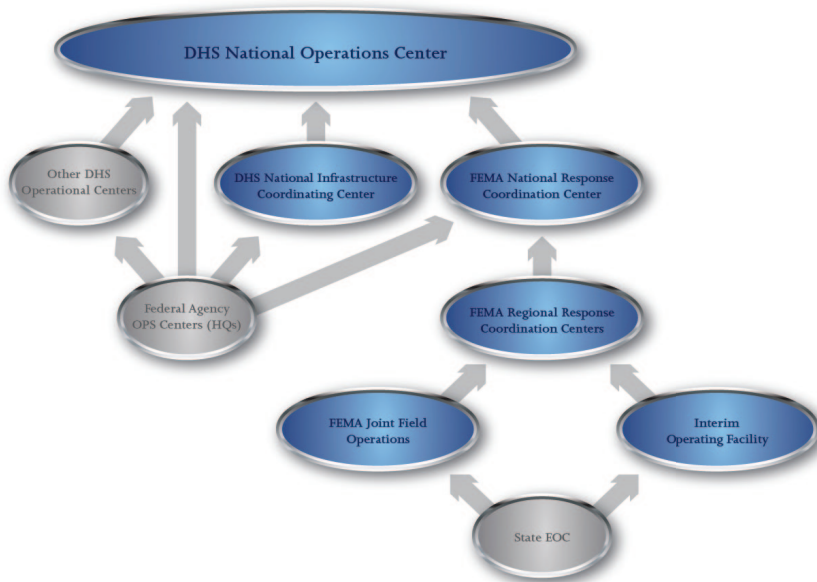 DHS National Operations Center
Other DHS
Operational Centers
DHS National Infrastructure
Coordinating Center
FEMA National Response
Coordination Center
Federal Agency
OPS Centers (HQs)
FEMA Regional Response
Coordination Centers
FEMA Joint Field
Operations
Interim
Operating Facility
State EOC